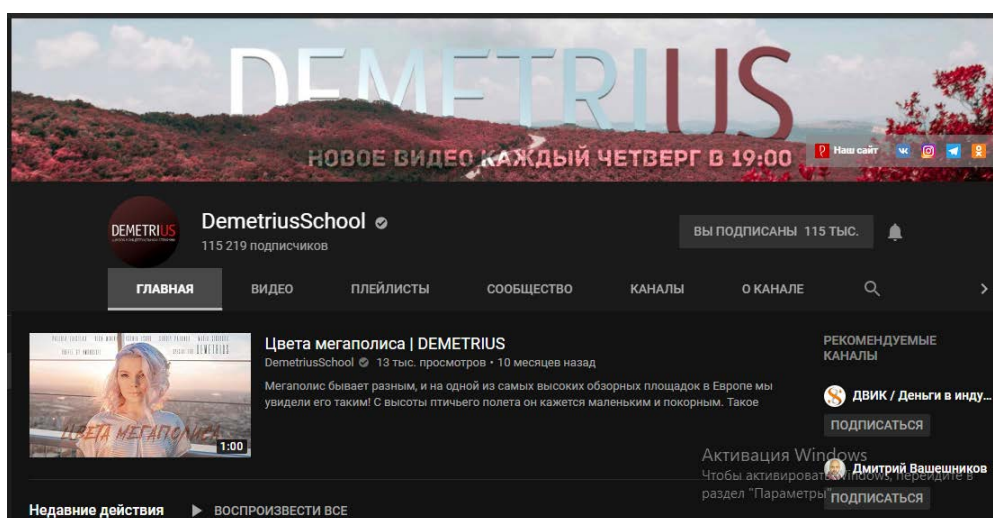 DEMETRIUS
НОВОЕ ВИДЕО КАЖДЫЙ ЧЕТВЕРГ В 19:00
Наш сайт
DEMETRIUS
DemetriusSchool
115 219 подписчиков
ВЫ ПОДПИСАНЫ 115 ТЫС.
ГЛАВНАЯ ВИДЕО ПЛЕЙЛИСТЫ СООБЩЕСТВО КАНАЛЫ О КАНАЛЕ
ЦВЕТА МЕГАПОЛИСА
1:00
Цвета мегаполиса | DEMETRIUS
DemetriusSchool 13 тыс. просмотров • 10 месяцев назад
Мегаполис бывает разным, и на одной из самых высоких обзорных площадок в Европе мы
увидели его таким! С высоты птичьего полета он кажется маленьким и покорным. Такое
РЕКОМЕНДУЕМЫЕ
КАНАЛЫ
ДВИК / Деньги в инду...
ПОДПИСАТЬСЯ
Дмитрий Вашешников
ПОДПИСАТЬСЯ
Активация Windows
Чтобы активировать Windows, перейдите в
раздел "Параметры"
Недавние действия ВОСПРОИЗВЕСТИ ВСЕ